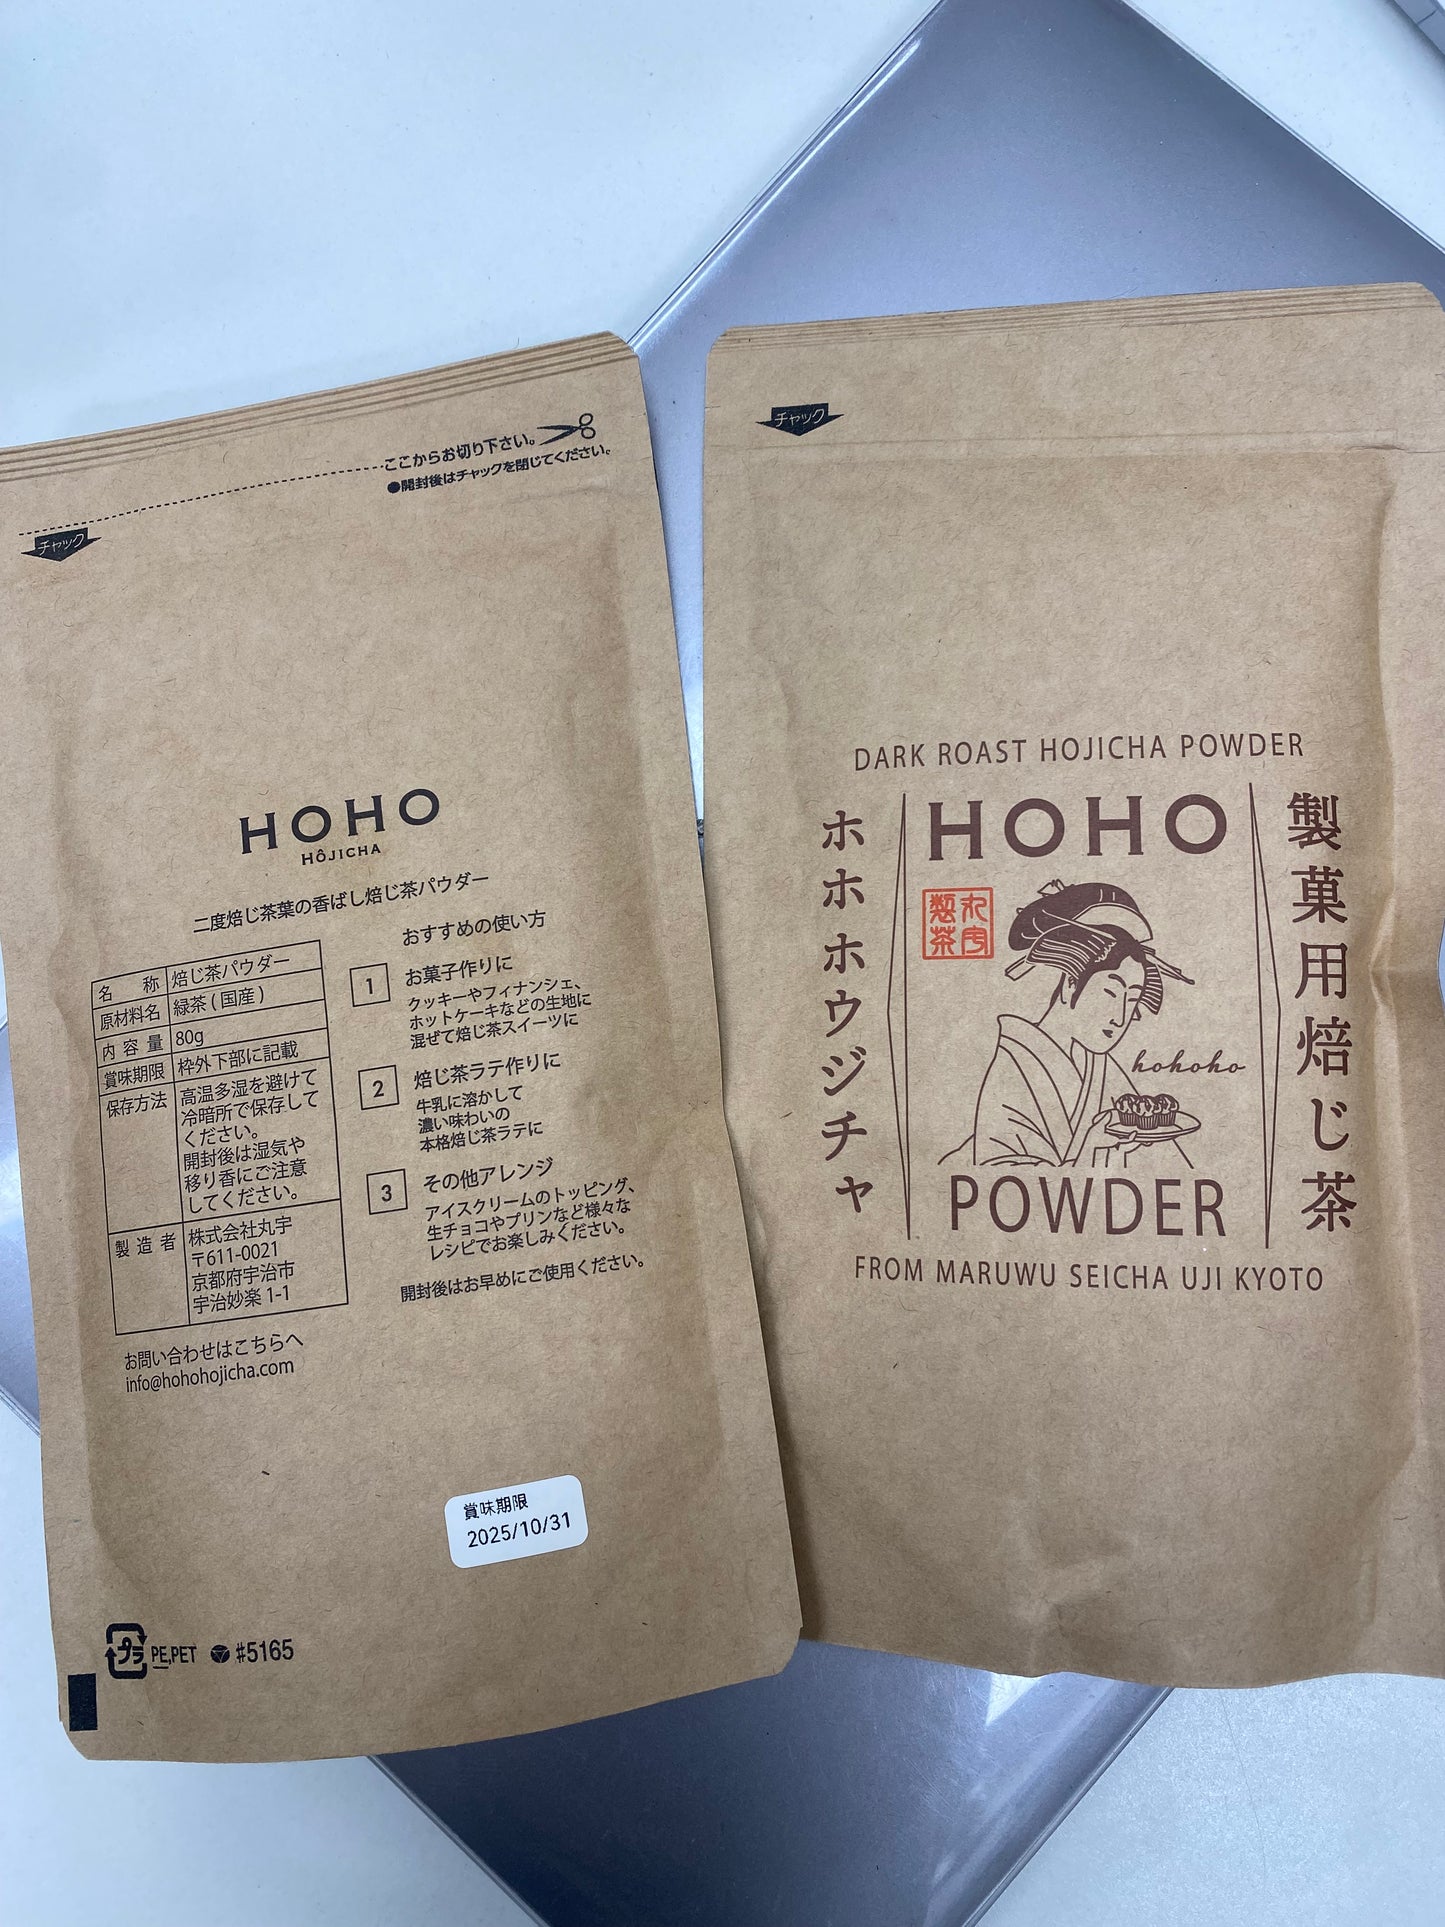 ここからお切り下さい。
●開封後はチャックを閉じてください。
チャック
HOHO
HÔJICHA
二度焙じ茶葉の香ばし焙じ茶パウダー
名 称 焙じ茶パウダー
原材料名 緑茶 ( 国産 )
内容量 80g
賞味期限 枠外下部に記載
保存方法 高温多湿を避けて
冷暗所で保存して
ください。
開封後は湿気や
移り香にご注意
してください。
製造者 株式会社丸宇
〒611-0021
京都府宇治市
宇治妙楽 1-1
お問い合わせはこちらへ
info@hohohojicha.com
おすすめの使い方
1 お菓子作りに
クッキーやフィナンシェ、
ホットケーキなどの生地に
混ぜて焙じ茶スイーツに
2 焙じ茶ラテ作りに
牛乳に溶かして
濃い味わいの
本格焙じ茶ラテに
3 その他アレンジ
アイスクリームのトッピング、
生チョコやプリンなど様々な
レシピでお楽しみください。
開封後はお早めにご使用ください。
賞味期限
2025/10/31
プラ PE,PET #5165
チャック
DARK ROAST HOJICHA POWDER
製菓用焙じ茶
HOHO
ホホホウジチャ
丸宇
製茶
hohoho
POWDER
FROM MARUWU SEICHA UJI KYOTO